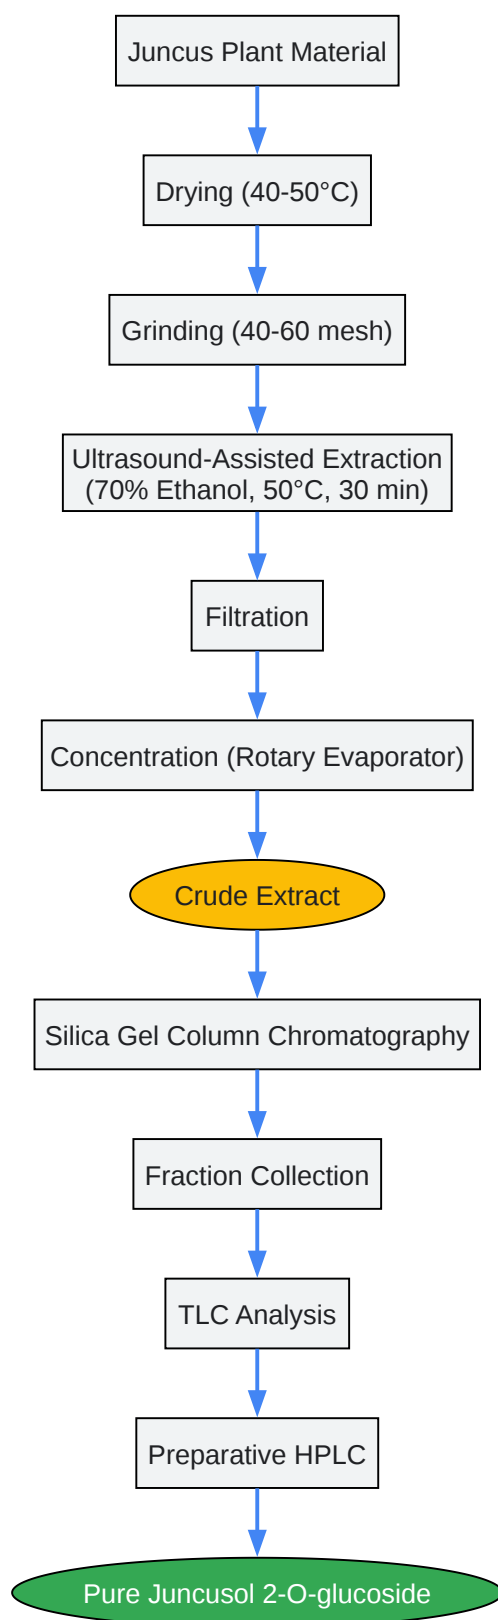 Juncus Plant Material
Drying (40-50°C)
Grinding (40-60 mesh)
Ultrasound-Assisted Extraction
(70% Ethanol, 50°C, 30 min)
Filtration
Concentration (Rotary Evaporator)
Crude Extract
Silica Gel Column Chromatography
Fraction Collection
TLC Analysis
Preparative HPLC
Pure Juncusol 2-O-glucoside